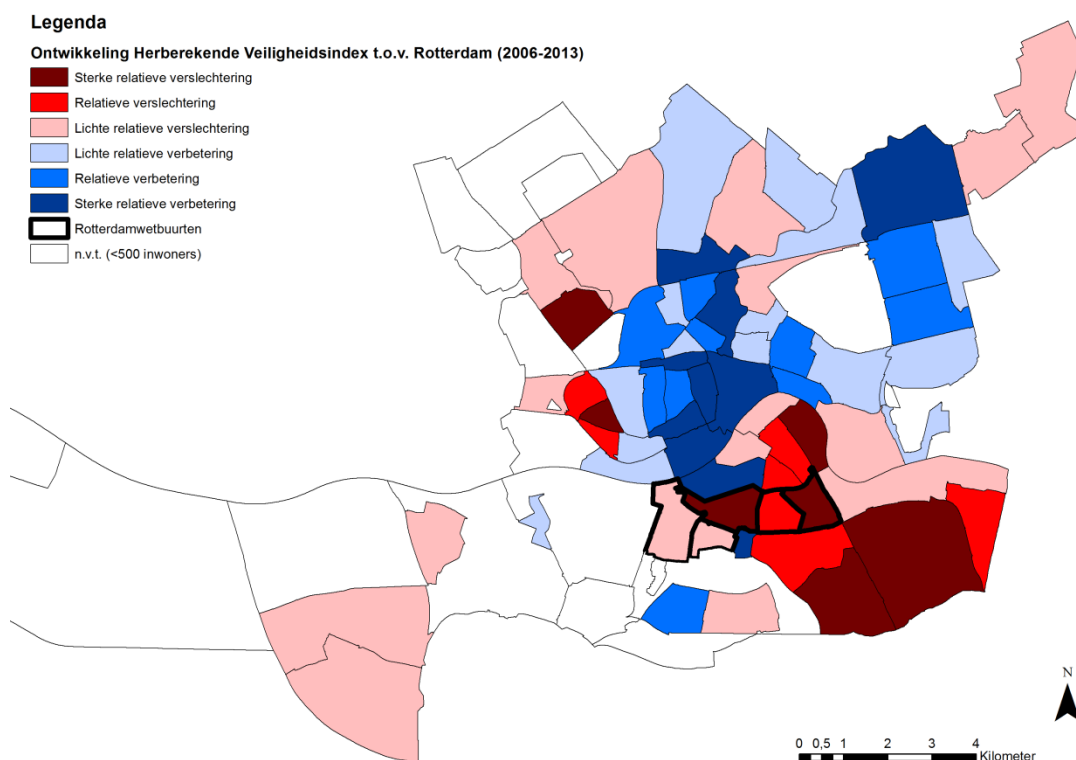 Legenda
Ontwikkeling Herberekende Veiligheidsindex t.o.v. Rotterdam (2006-2013)
Sterke relatieve verslechtering
Relatieve verslechtering
Lichte relatieve verslechtering
Lichte relatieve verbetering
Relatieve verbetering
Sterke relatieve verbetering
Rotterdamwetbuurten
n.v.t. (<500 inwoners)
N
0 0,5 1 2 3 4
Kilometer